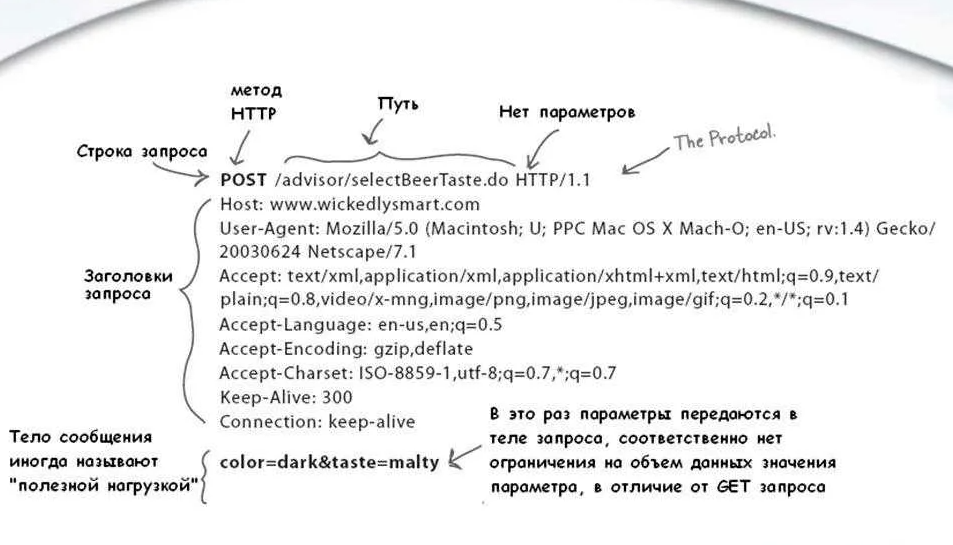 метод
HTTP
Путь
Нет параметров
The Protocol.
Строка запроса
POST /advisor/selectBeerTaste.do HTTP/1.1
Host: www.wickedlysmart.com
User-Agent: Mozilla/5.0 (Macintosh; U; PPC Mac OS X Mach-O; en-US; rv:1.4) Gecko/
20030624 Netscape/7.1
Заголовки
запроса
Accept: text/xml,application/xml,application/xhtml+xml,text/html;q=0.9,text/
plain;q=0.8,video/x-mng,image/png,image/jpeg,image/gif;q=0.2,*/*;q=0.1
Accept-Language: en-us,en;q=0.5
Accept-Encoding: gzip,deflate
Accept-Charset: ISO-8859-1,utf-8;q=0.7,*;q=0.7
Keep-Alive: 300
Connection: keep-alive
Тело сообщения
иногда называют
"полезной нагрузкой"
color=dark&taste=malty
В это раз параметры передаются в
теле запроса, соответственно нет
ограничения на объем данных значения
параметра, в отличие от GET запроса